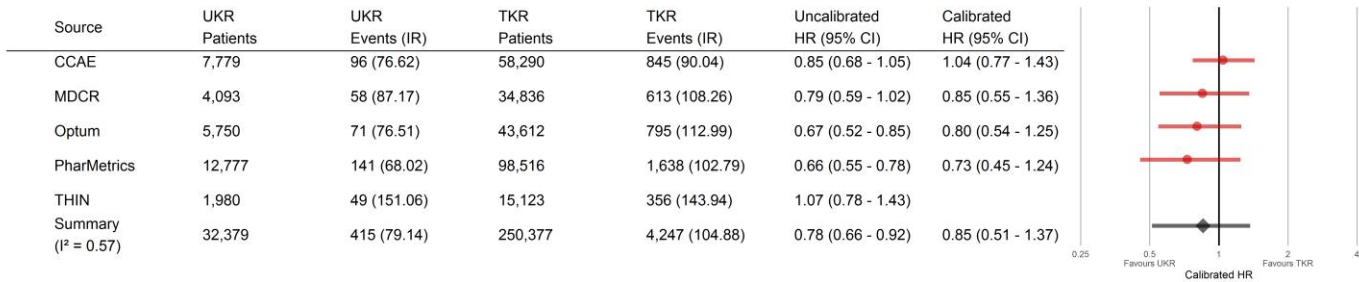 Source UKR Patients UKR Events (IR) TKR Patients TKR Events (IR) Uncalibrated HR (95% CI) Calibrated HR (95% CI)
CCAE 7,779 96 (76.62) 58,290 845 (90.04) 0.85 (0.68 - 1.05) 1.04 (0.77 - 1.43)
MDCR 4,093 58 (87.17) 34,836 613 (108.26) 0.79 (0.59 - 1.02) 0.85 (0.55 - 1.36)
Optum 5,750 71 (76.51) 43,612 795 (112.99) 0.67 (0.52 - 0.85) 0.80 (0.54 - 1.25)
PharMetrics 12,777 141 (68.02) 98,516 1,638 (102.79) 0.66 (0.55 - 0.78) 0.73 (0.45 - 1.24)
THIN 1,980 49 (151.06) 15,123 356 (143.94) 1.07 (0.78 - 1.43)
Summary (I² = 0.57) 32,379 415 (79.14) 250,377 4,247 (104.88) 0.78 (0.66 - 0.92) 0.85 (0.51 - 1.37)
0.25 0.5 1 2 4
Favours UKR Favours TKR
Calibrated HR